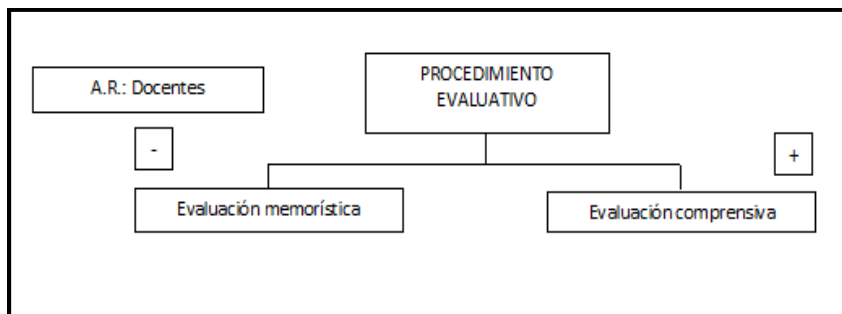 PROCEDIMIENTO
EVALUATIVO
A.R.: Docentes
-
+
Evaluación memorística
Evaluación comprensiva